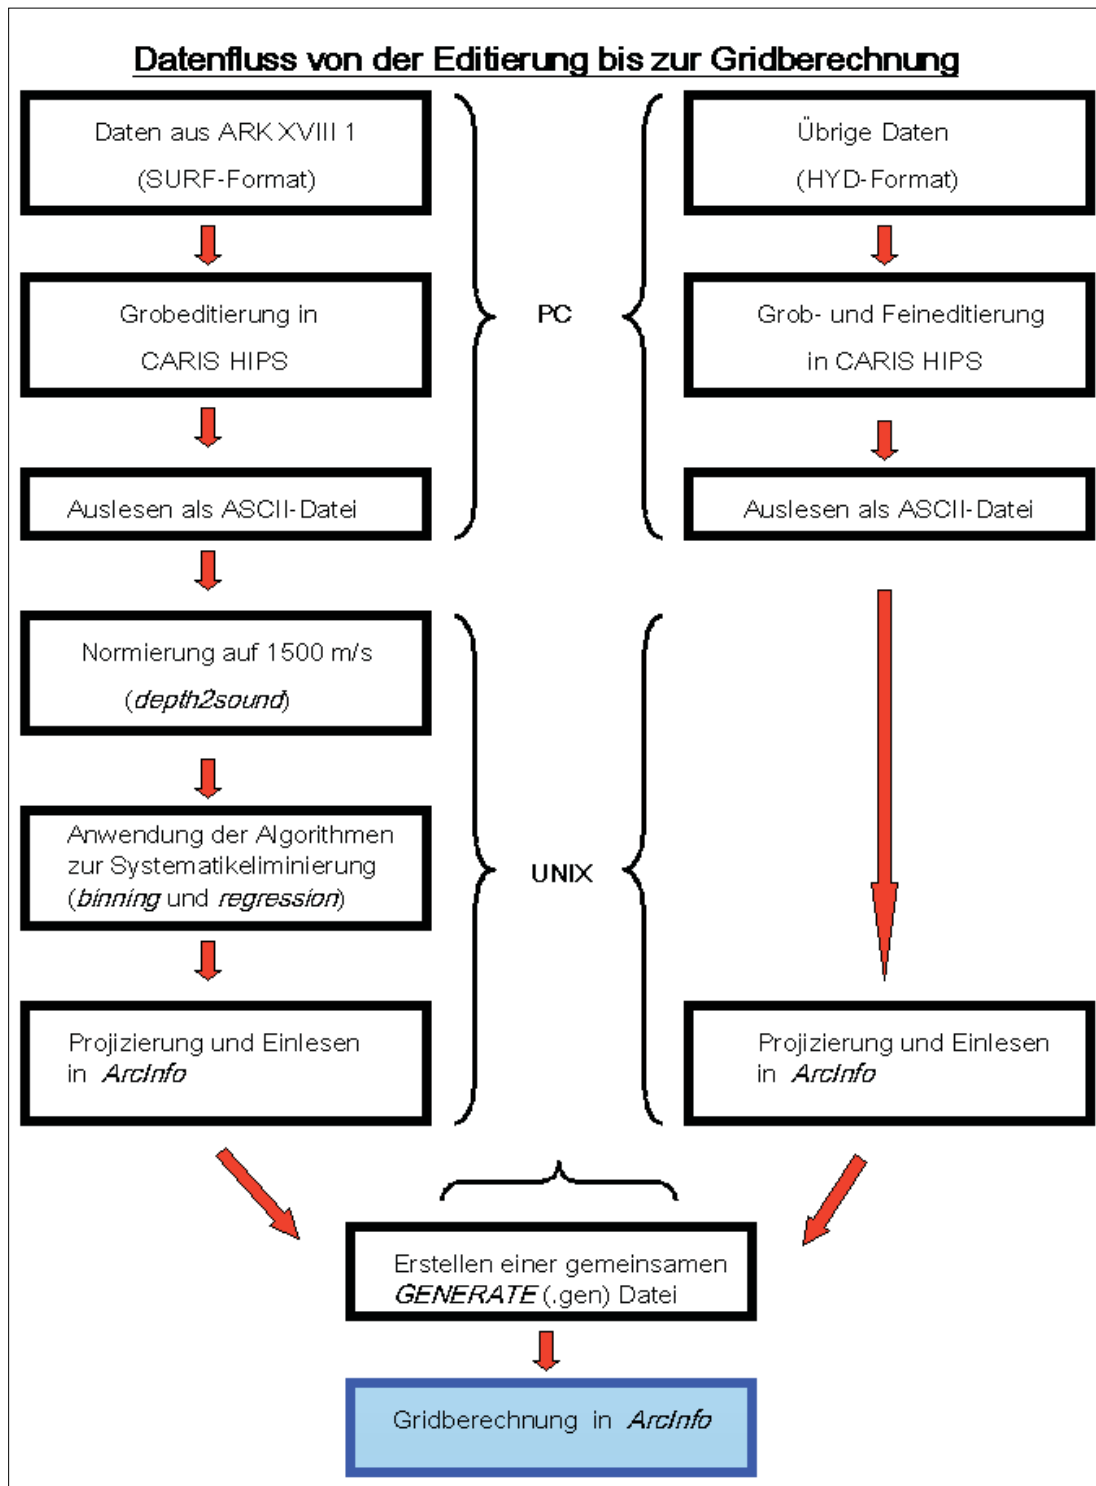 Datenfluss von der Editierung bis zur Gridberechnung
Daten aus ARK XVIII 1
(SURF-Format)
Grobeditierung in
CARIS HIPS
Auslesen als ASCII-Datei
Normierung auf 1500 m/s
(depth2sound)
Anwendung der Algorithmen
zur Systematikeliminierung
(binning und regression)
Projizierung und Einlesen
in ArcInfo
PC
UNIX
Übrige Daten
(HYD-Format)
Grob- und Feineditierung
in CARIS HIPS
Auslesen als ASCII-Datei
Projizierung und Einlesen
in ArcInfo
Erstellen einer gemeinsamen
GENERATE (.gen) Datei
Gridberechnung in ArcInfo